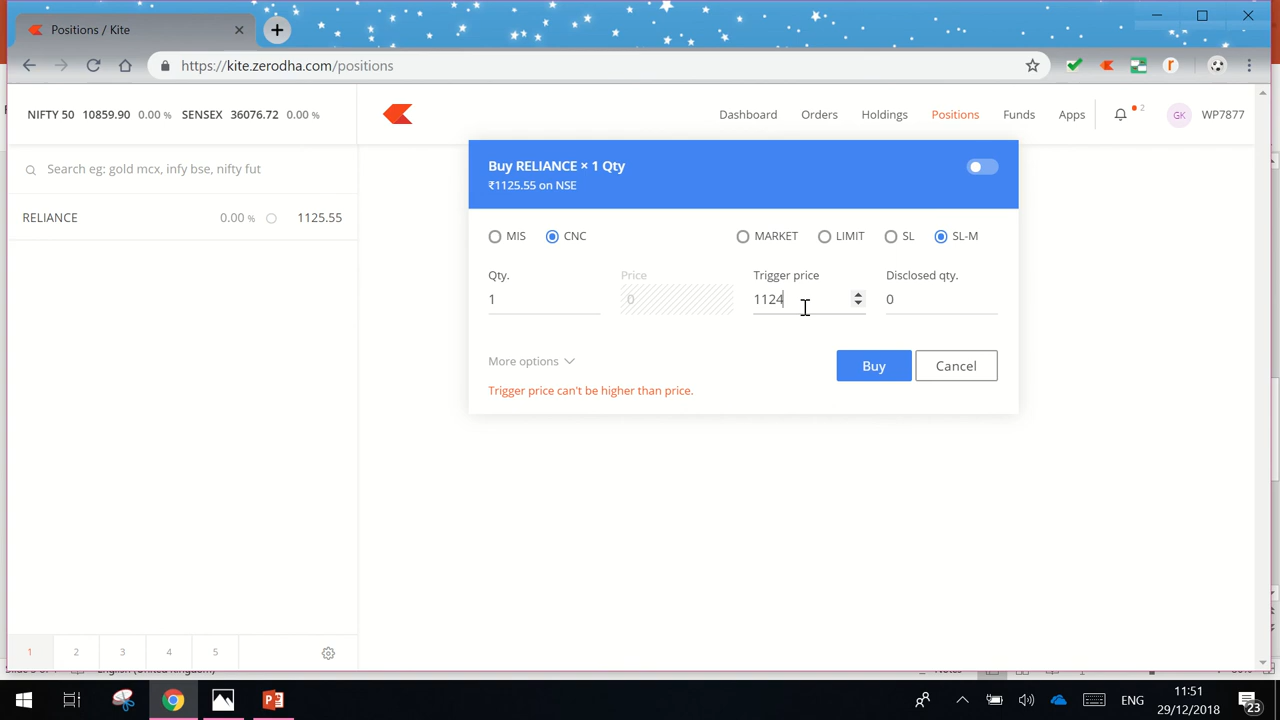 Positions / Kite
https://kite.zerodha.com/positions
NIFTY 50 10859.90 0.00 % SENSEX 36076.72 0.00 %
Dashboard Orders Holdings Positions Funds Apps 2 GK WP7877
Search eg: gold mcx, infy bse, nifty fut
RELIANCE 0.00 % 1125.55
Buy RELIANCE × 1 Qty
₹1125.55 on NSE
MIS CNC MARKET LIMIT SL SL-M
Qty. Price Trigger price Disclosed qty.
1 0 1124 0
More options Buy Cancel
Trigger price can't be higher than price.
1 2 3 4 5
ENG 11:51
29/12/2018 23